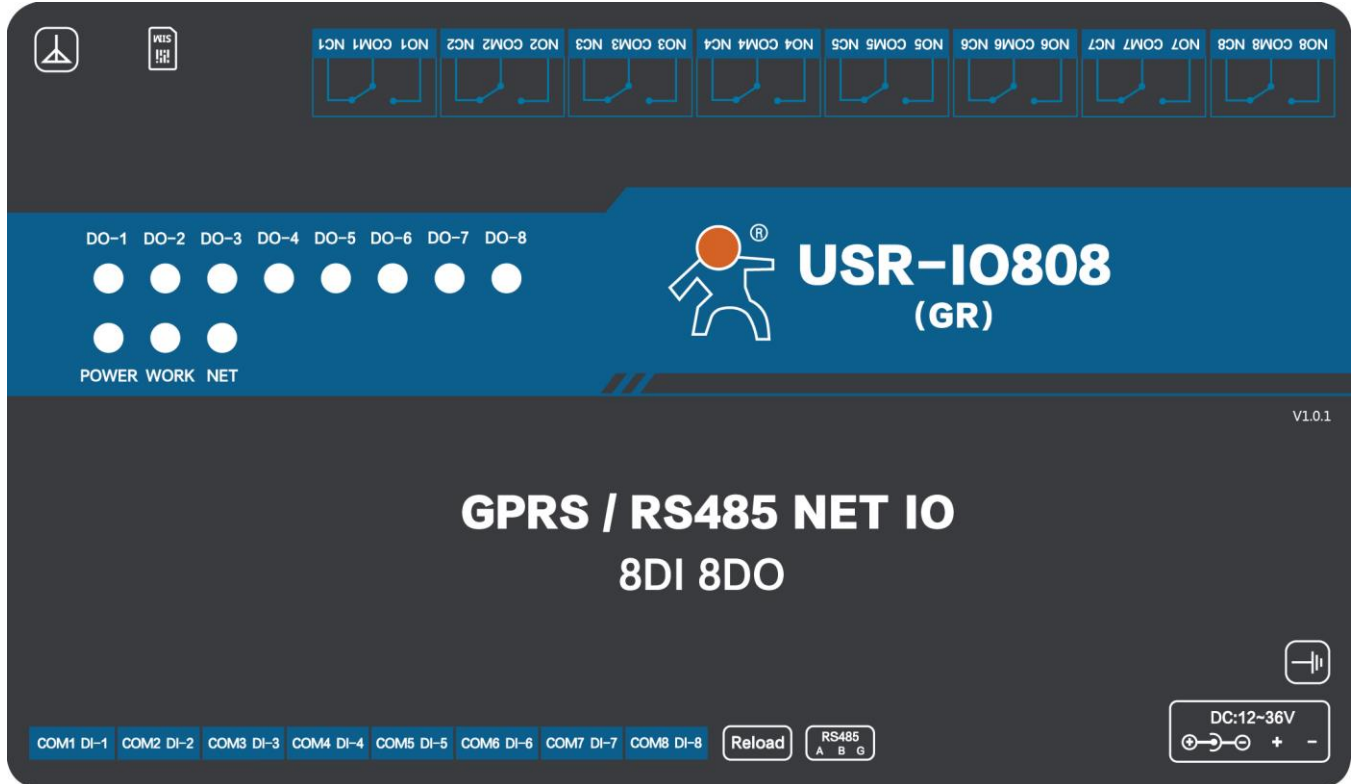 SIM
NC1 COM1 NO1 NC2 COM2 NO2 NC3 COM3 NO3 NC4 COM4 NO4 NC5 COM5 NO5 NC6 COM6 NO6 NC7 COM7 NO7 NC8 COM8 NO8
DO-1 DO-2 DO-3 DO-4 DO-5 DO-6 DO-7 DO-8
POWER WORK NET
®
USR-IO808
(GR)
V1.0.1
GPRS / RS485 NET IO
8DI 8DO
COM1 DI-1 COM2 DI-2 COM3 DI-3 COM4 DI-4 COM5 DI-5 COM6 DI-6 COM7 DI-7 COM8 DI-8
Reload
RS485
A B G
DC:12~36V
+ -